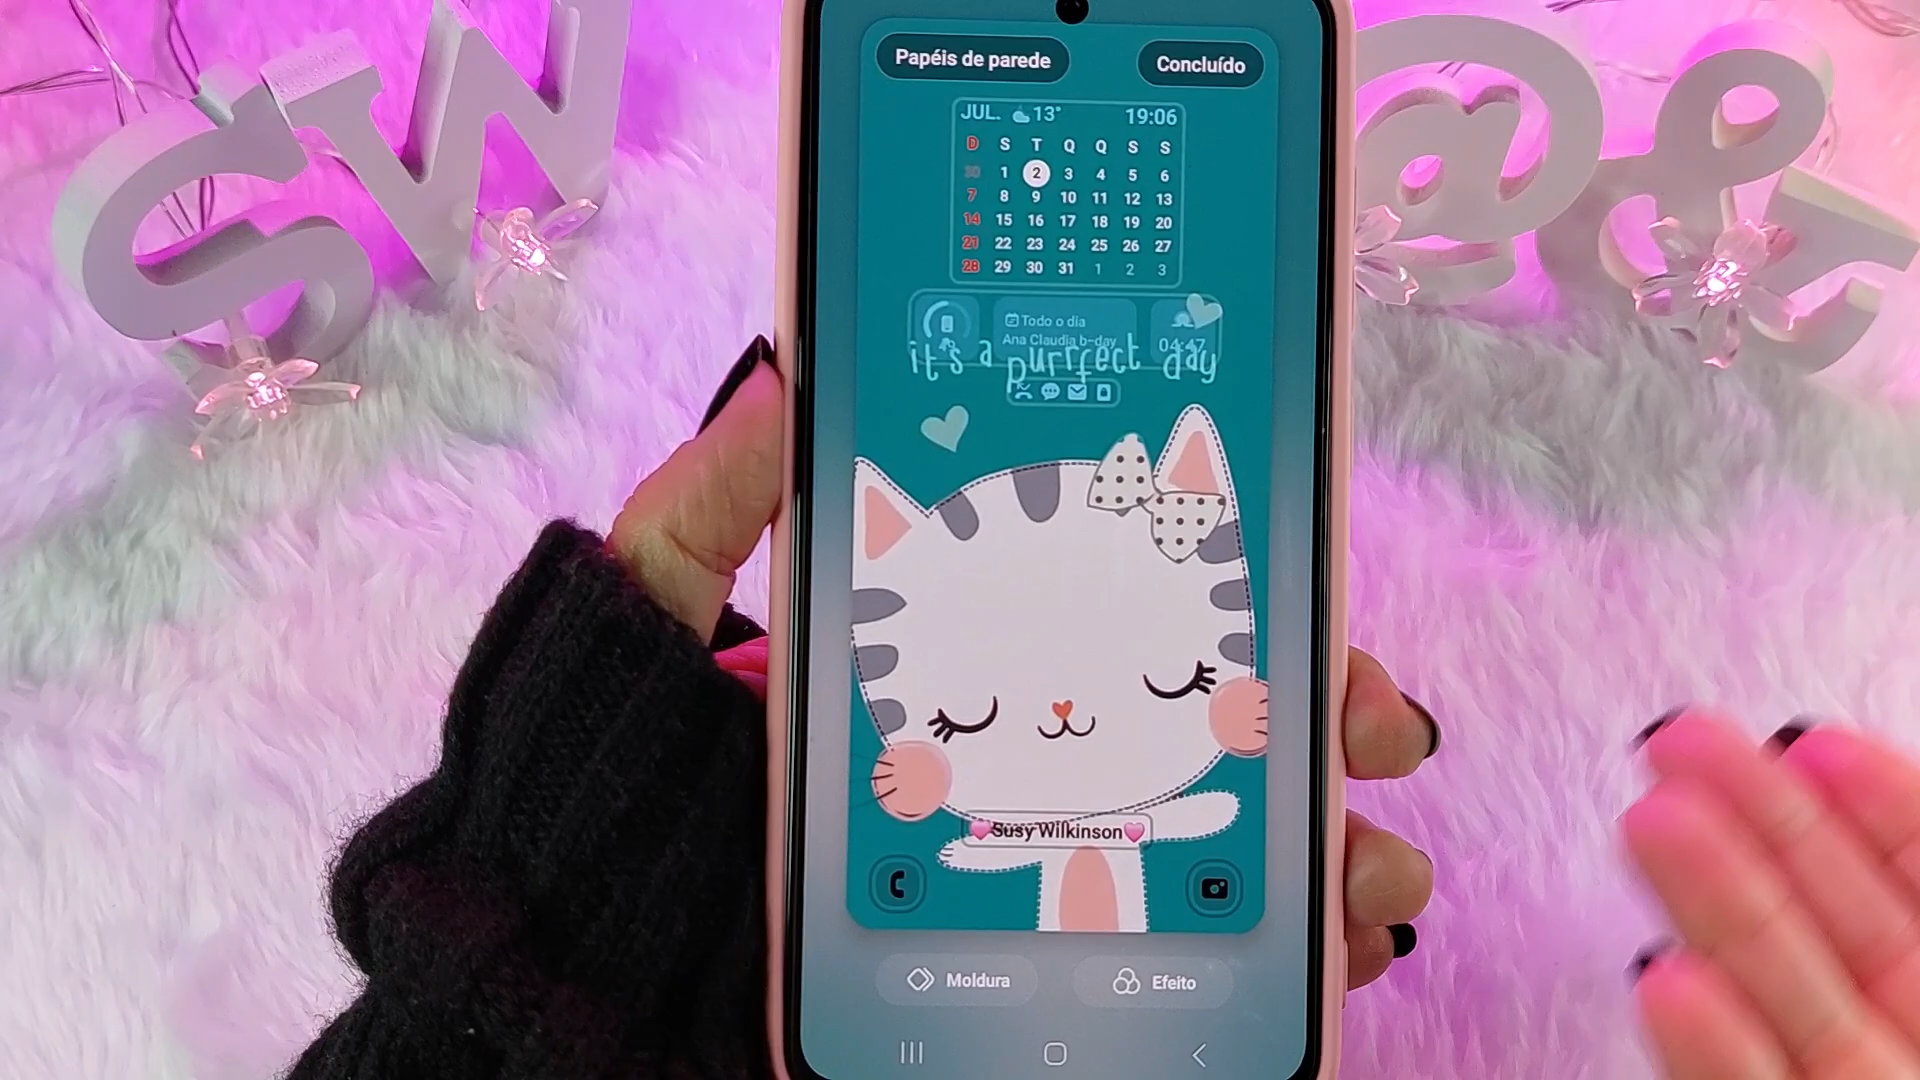 SW
@&
Papéis de parede
Concluído
JUL. 13° 19:06
D S T Q Q S S
30 1 2 3 4 5 6
7 8 9 10 11 12 13
14 15 16 17 18 19 20
21 22 23 24 25 26 27
28 29 30 31 1 2 3
Todo o dia
Ana Claudia b-day
04:47
it's a purrfect day
Susy Wilkinson
Moldura
Efeito